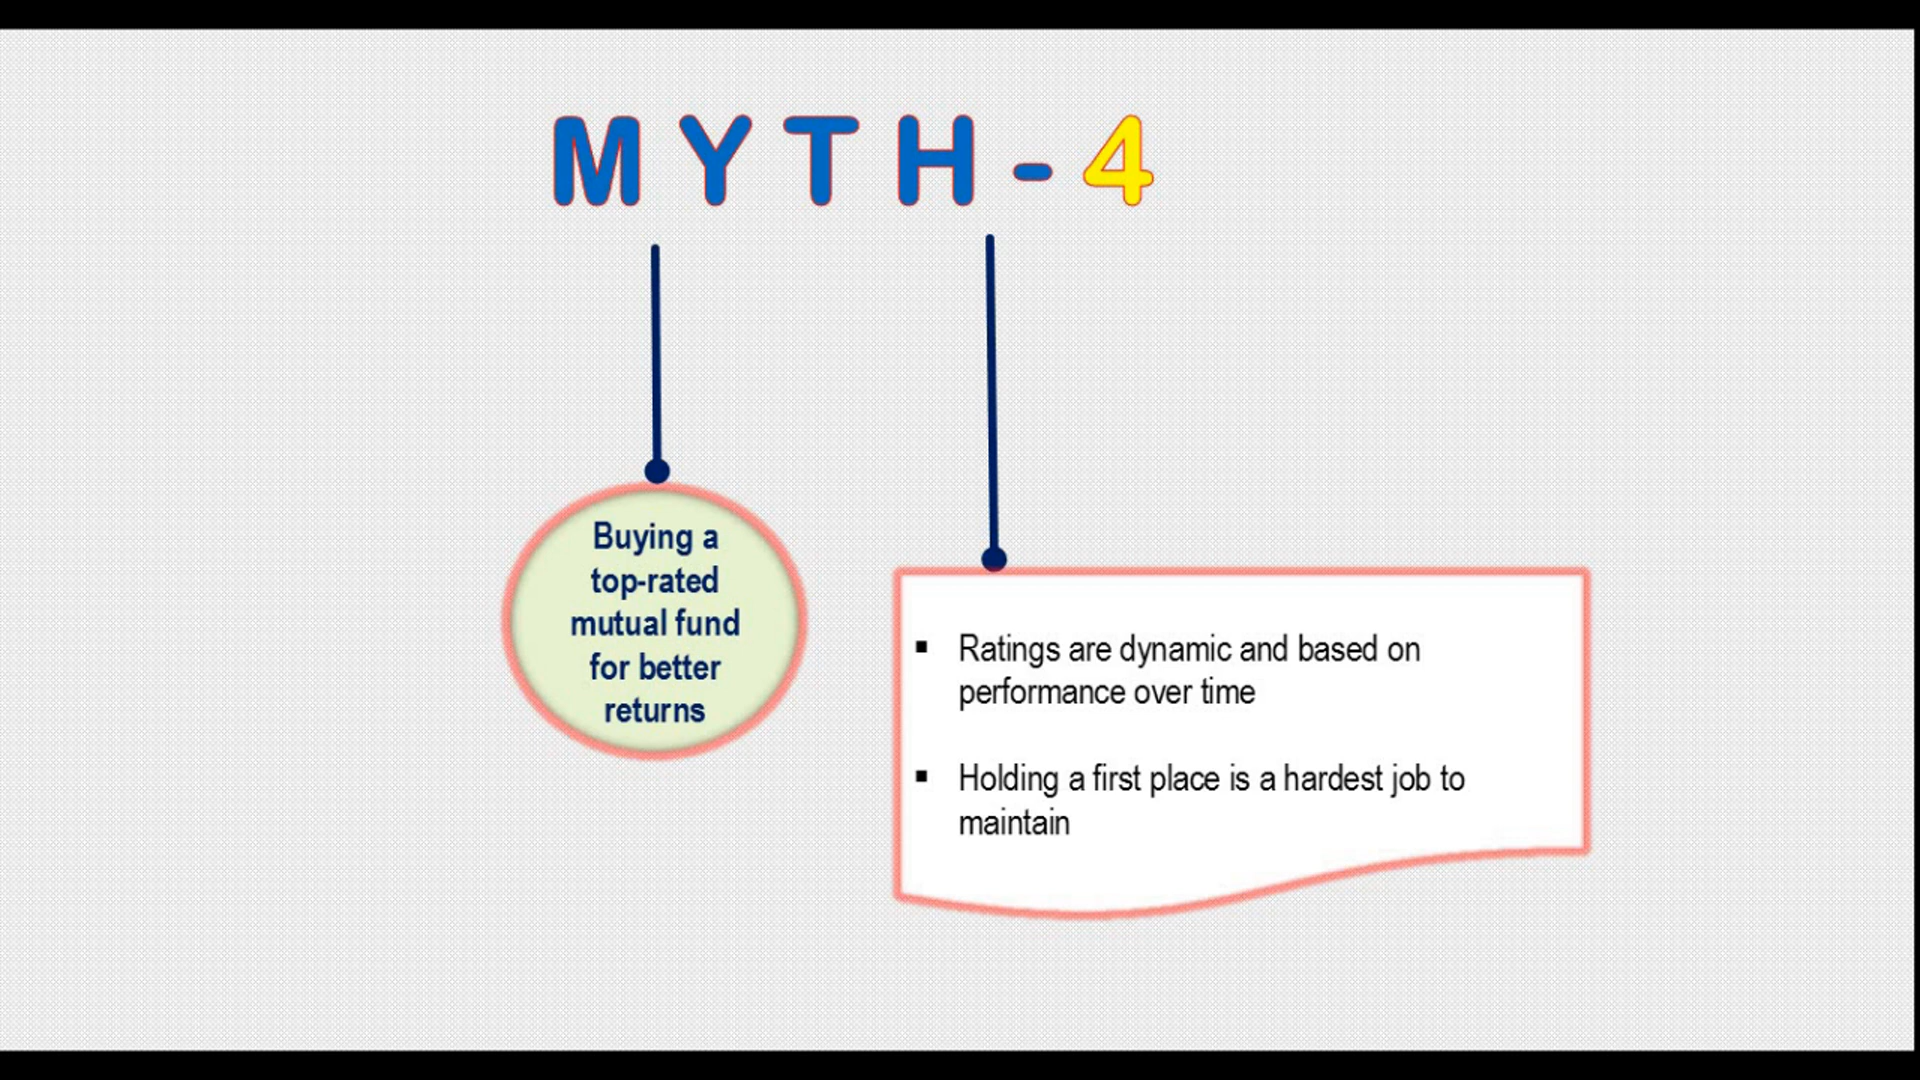 MYTH-4
Buying a
top-rated
mutual fund
for better
returns
▪ Ratings are dynamic and based on
performance over time
▪ Holding a first place is a hardest job to
maintain